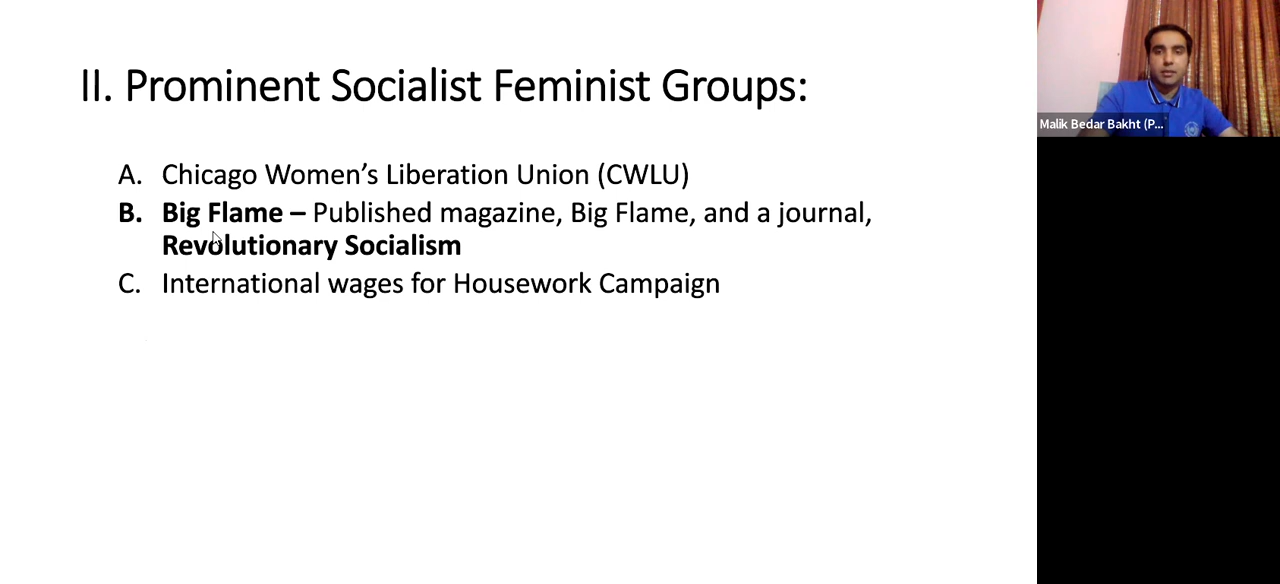 II. Prominent Socialist Feminist Groups:
A. Chicago Women’s Liberation Union (CWLU)
B. Big Flame – Published magazine, Big Flame, and a journal,
Revolutionary Socialism
C. International wages for Housework Campaign
Malik Bedar Bakht (P...